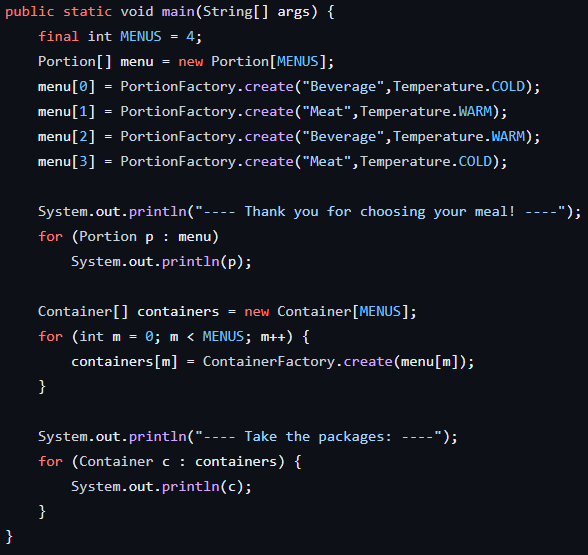 public static void main(String[] args) {
    final int MENUS = 4;
    Portion[] menu = new Portion[MENUS];
    menu[0] = PortionFactory.create("Beverage",Temperature.COLD);
    menu[1] = PortionFactory.create("Meat",Temperature.WARM);
    menu[2] = PortionFactory.create("Beverage",Temperature.WARM);
    menu[3] = PortionFactory.create("Meat",Temperature.COLD);

    System.out.println("---- Thank you for choosing your meal! ----");
    for (Portion p : menu)
        System.out.println(p);

    Container[] containers = new Container[MENUS];
    for (int m = 0; m < MENUS; m++) {
        containers[m] = ContainerFactory.create(menu[m]);
    }

    System.out.println("---- Take the packages: ----");
    for (Container c : containers) {
        System.out.println(c);
    }
}